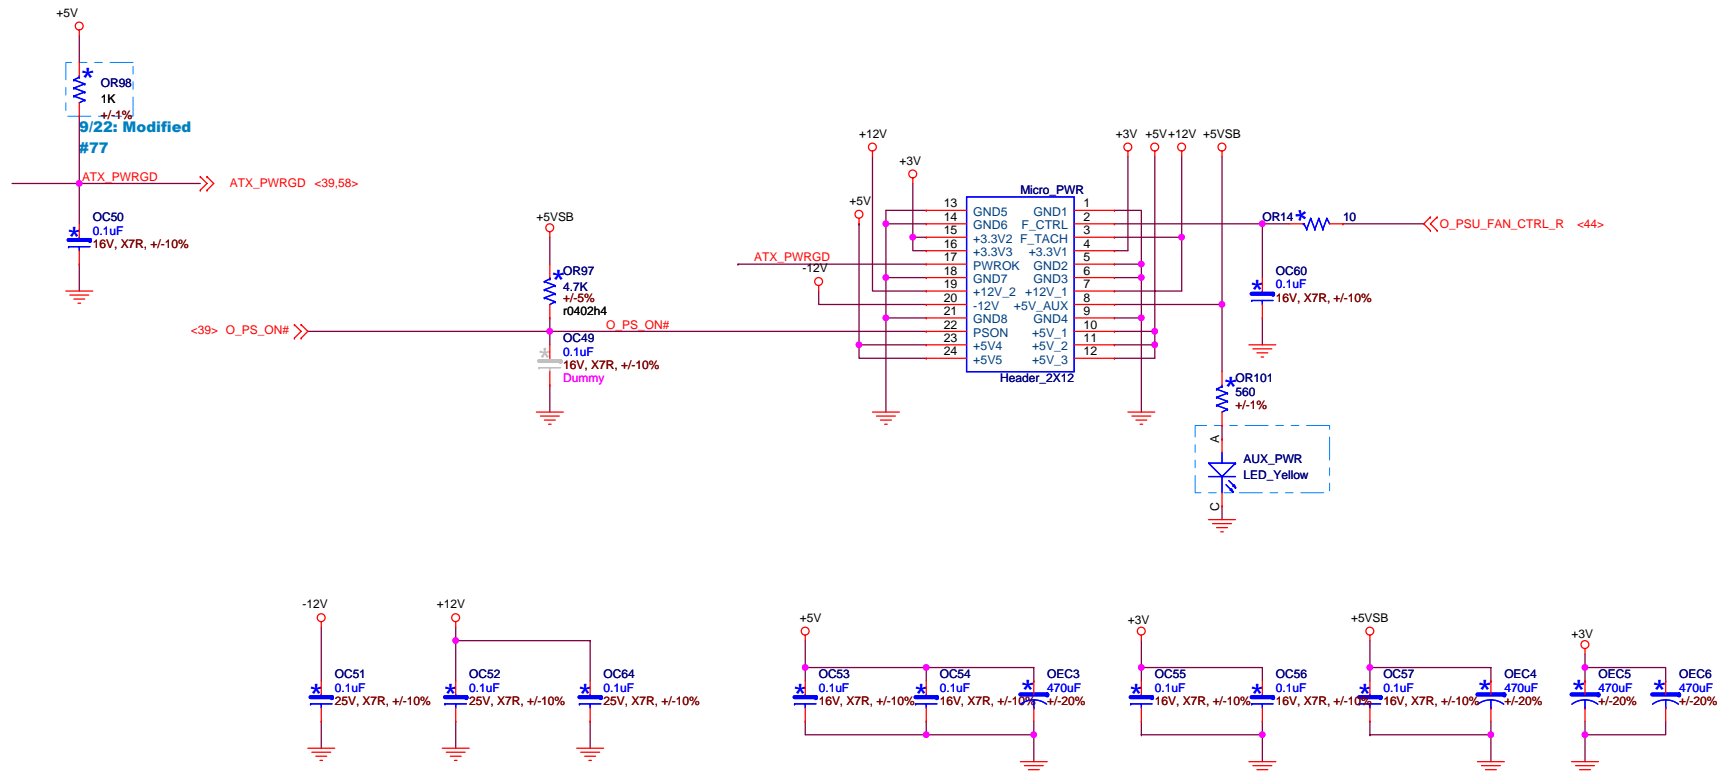 +5V
OR98
1K
+/-1%
9/22: Modified
#77
ATX_PWRGD
ATX_PWRGD <39,58>
OC50
0.1uF
16V, X7R, +/-10%
+5VSB
OR97
4.7K
+/-5%
r0402h4
<39> O_PS_ON#
O_PS_ON#
OC49
0.1uF
16V, X7R, +/-10%
Dummy
+12V
+3V
+5V
ATX_PWRGD
-12V
+3V +5V +12V +5VSB
Micro_PWR
13 GND5 GND1 1
14 GND6 F_CTRL 2
15 +3.3V2 F_TACH 3
16 +3.3V3 +3.3V1 4
17 PWROK GND2 5
18 GND7 GND3 6
19 +12V_2 +12V_1 7
20 -12V +5V_AUX 8
21 GND8 GND4 9
22 PSON +5V_1 10
23 +5V4 +5V_2 11
24 +5V5 +5V_3 12
Header_2X12
OR14 10
O_PSU_FAN_CTRL_R <44>
OC60
0.1uF
16V, X7R, +/-10%
OR101
560
+/-1%
A
AUX_PWR
LED_Yellow
C
-12V
OC51
0.1uF
25V, X7R, +/-10%
+12V
OC52
0.1uF
25V, X7R, +/-10%
OC64
0.1uF
25V, X7R, +/-10%
+5V
OC53
0.1uF
16V, X7R, +/-10%
OC54
0.1uF
16V, X7R, +/-10%
OEC3
470uF
+/-20%
+3V
OC55
0.1uF
16V, X7R, +/-10%
OC56
0.1uF
16V, X7R, +/-10%
+5VSB
OC57
0.1uF
16V, X7R, +/-10%
OEC4
470uF
+/-20%
+3V
OEC5
470uF
+/-20%
OEC6
470uF
+/-20%